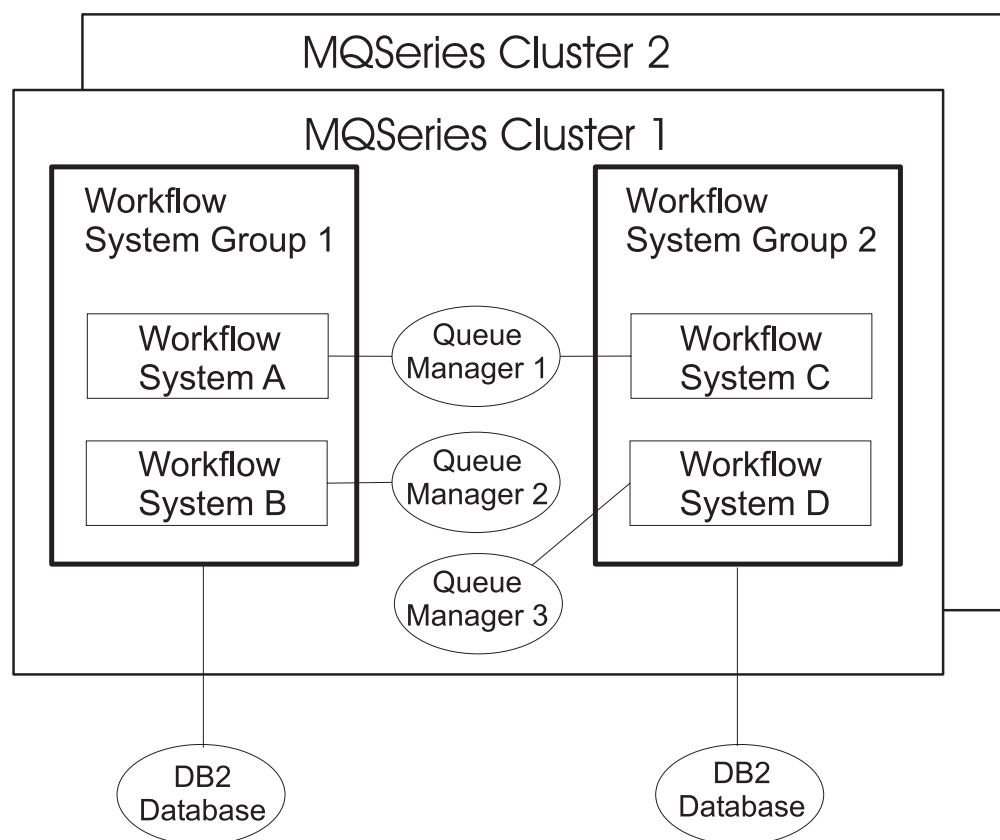 MQSeries Cluster 2
MQSeries Cluster 1
Workflow
System Group 1
Workflow
System A
Workflow
System B
Queue
Manager 1
Queue
Manager 2
Queue
Manager 3
Workflow
System Group 2
Workflow
System C
Workflow
System D
DB2
Database
DB2
Database